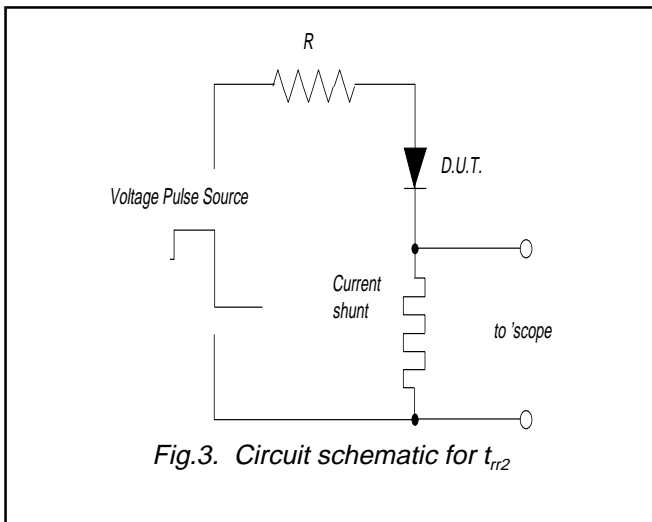 R
D.U.T.
Voltage Pulse Source
Current
shunt
to 'scope
Fig.3. Circuit schematic for trr2